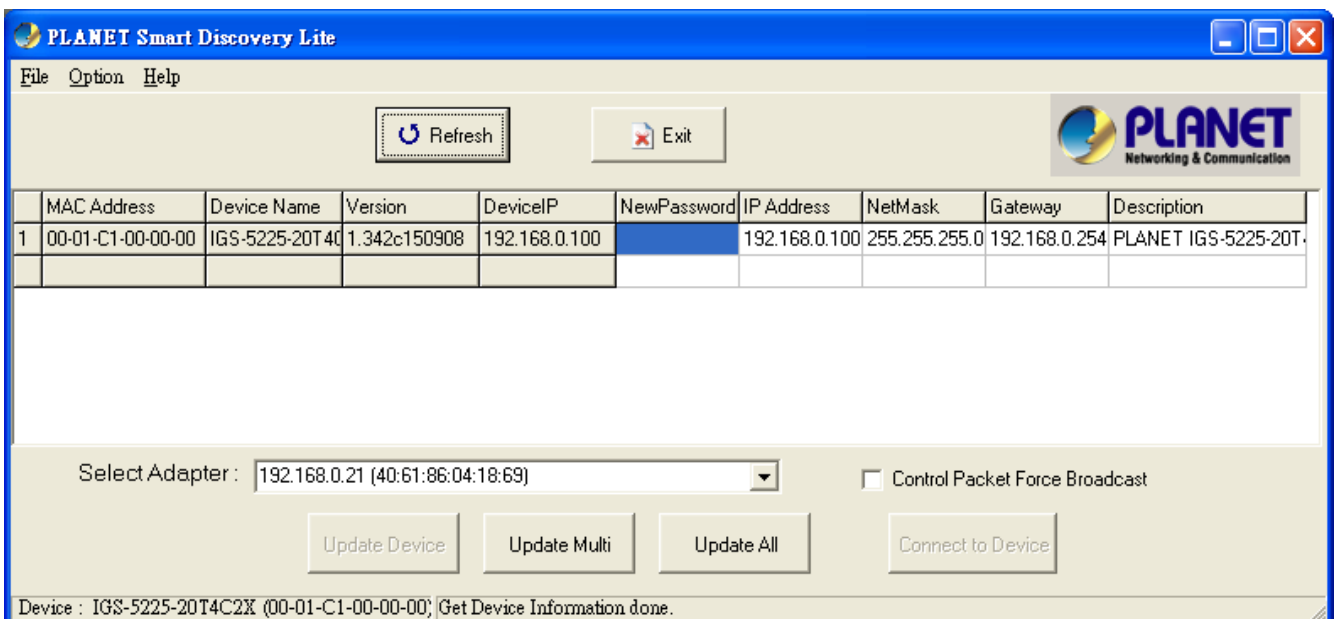 PLANET Smart Discovery Lite
File Option Help
Refresh Exit
PLANET
Networking & Communication
MAC Address Device Name Version DeviceIP NewPassword IP Address NetMask Gateway Description
1 00-01-C1-00-00-00 IGS-5225-20T4C 1.342c150908 192.168.0.100 192.168.0.100 255.255.255.0 192.168.0.254 PLANET IGS-5225-20T
Select Adapter : 192.168.0.21 (40:61:86:04:18:69) Control Packet Force Broadcast
Update Device Update Multi Update All Connect to Device
Device : IGS-5225-20T4C2X (00-01-C1-00-00-00) Get Device Information done.